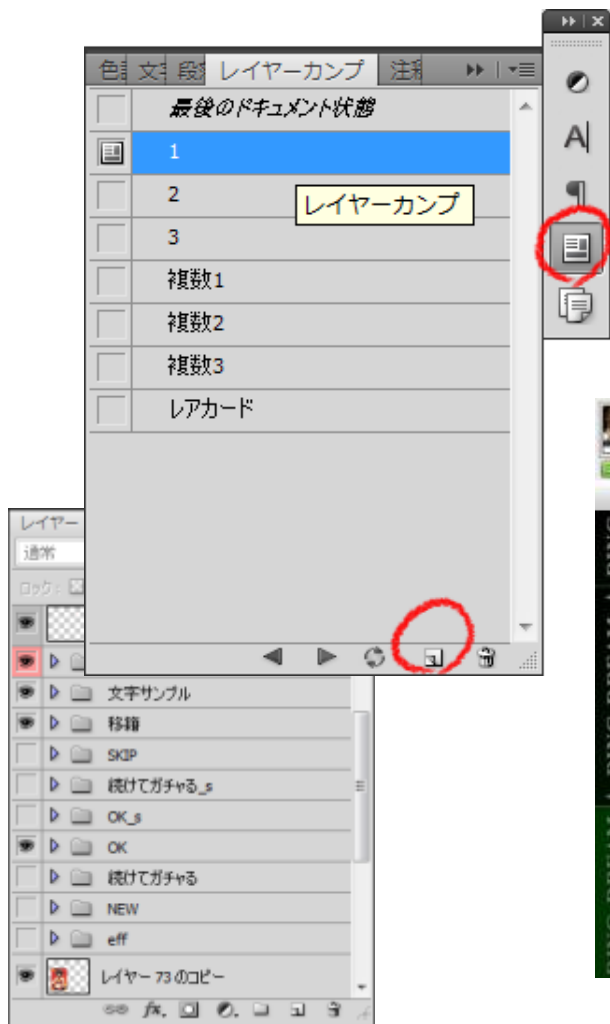 レイヤーカンプ
最後のドキュメント状態
1
2
レイヤーカンプ
3
複数1
複数2
複数3
レアカード
レイヤー
通常
ロック:
文字サンプル
移籍
SKIP
続けてガチャる_s
OK_s
OK
続けてガチャる
NEW
eff
レイヤー 73 のコピー
fx.